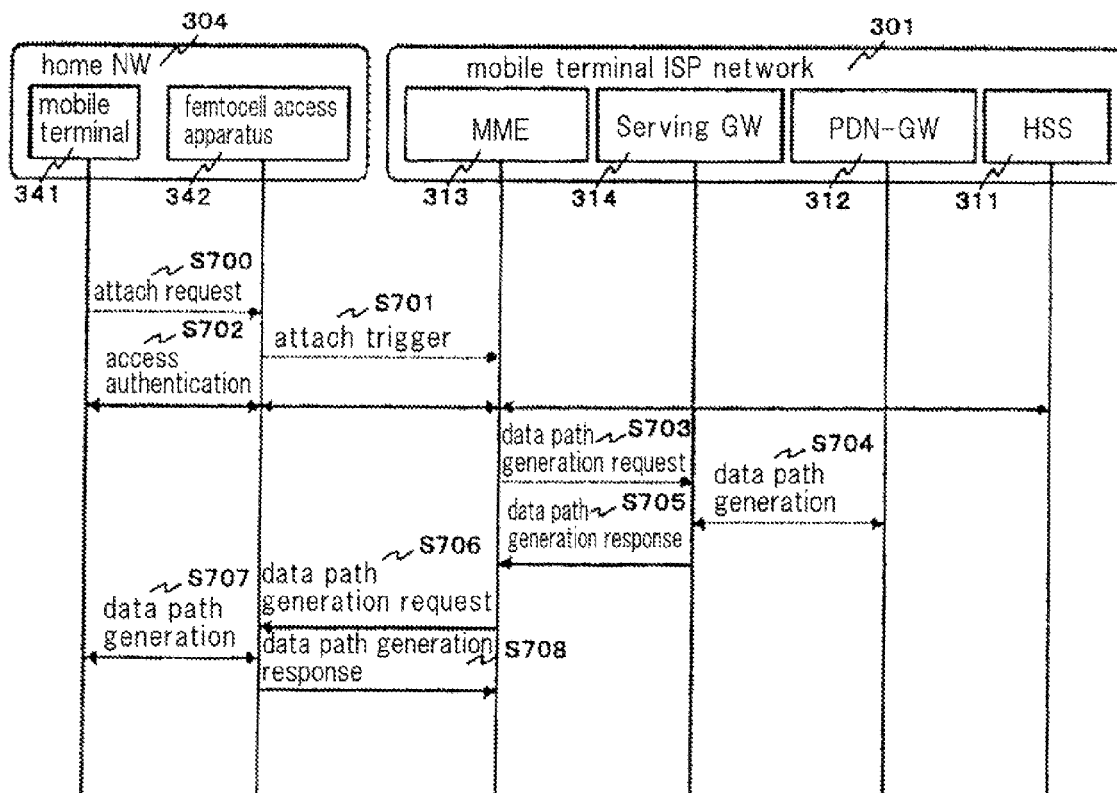 304
301
home NW
mobile terminal ISP network
mobile
terminal
femtocell access
apparatus
MME
Serving GW
PDN-GW
HSS
341
342
313
314
312
311
S700
attach request
S701
attach trigger
S702
access
authentication
S703
data path
generation request
S704
data path
generation
S705
data path
generation response
S706
data path
generation request
S707
data path
generation
S708
data path generation
response